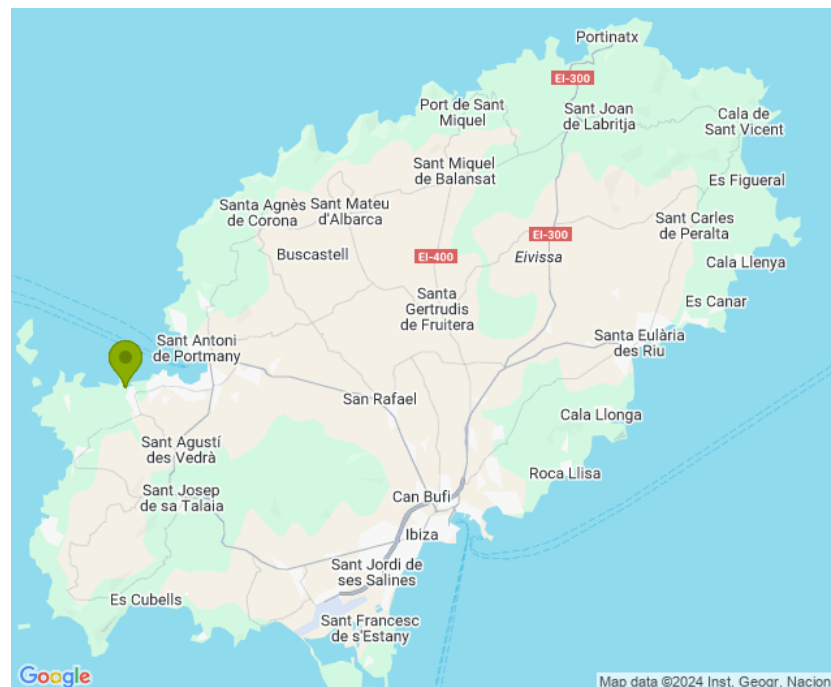 Portinatx
EI-300
Port de Sant
Miquel
Sant Joan
de Labritja
Cala de
Sant Vicent
Sant Miquel
de Balansat
Es Figueral
Santa Agnès
de Corona
Sant Mateu
d'Albarca
Sant Carles
de Peralta
EI-300
Buscastell
EI-400
Eivissa
Cala Llenya
Santa
Gertrudis
de Fruitera
Es Canar
Sant Antoni
de Portmany
Santa Eulària
des Riu
San Rafael
Cala Llonga
Sant Agustí
des Vedrà
Roca Llisa
Sant Josep
de sa Talaia
Can Bufi
Ibiza
Sant Jordi de
ses Salines
Es Cubells
Sant Francesc
de s'Estany
Google
Map data ©2024 Inst. Geogr. Nacion